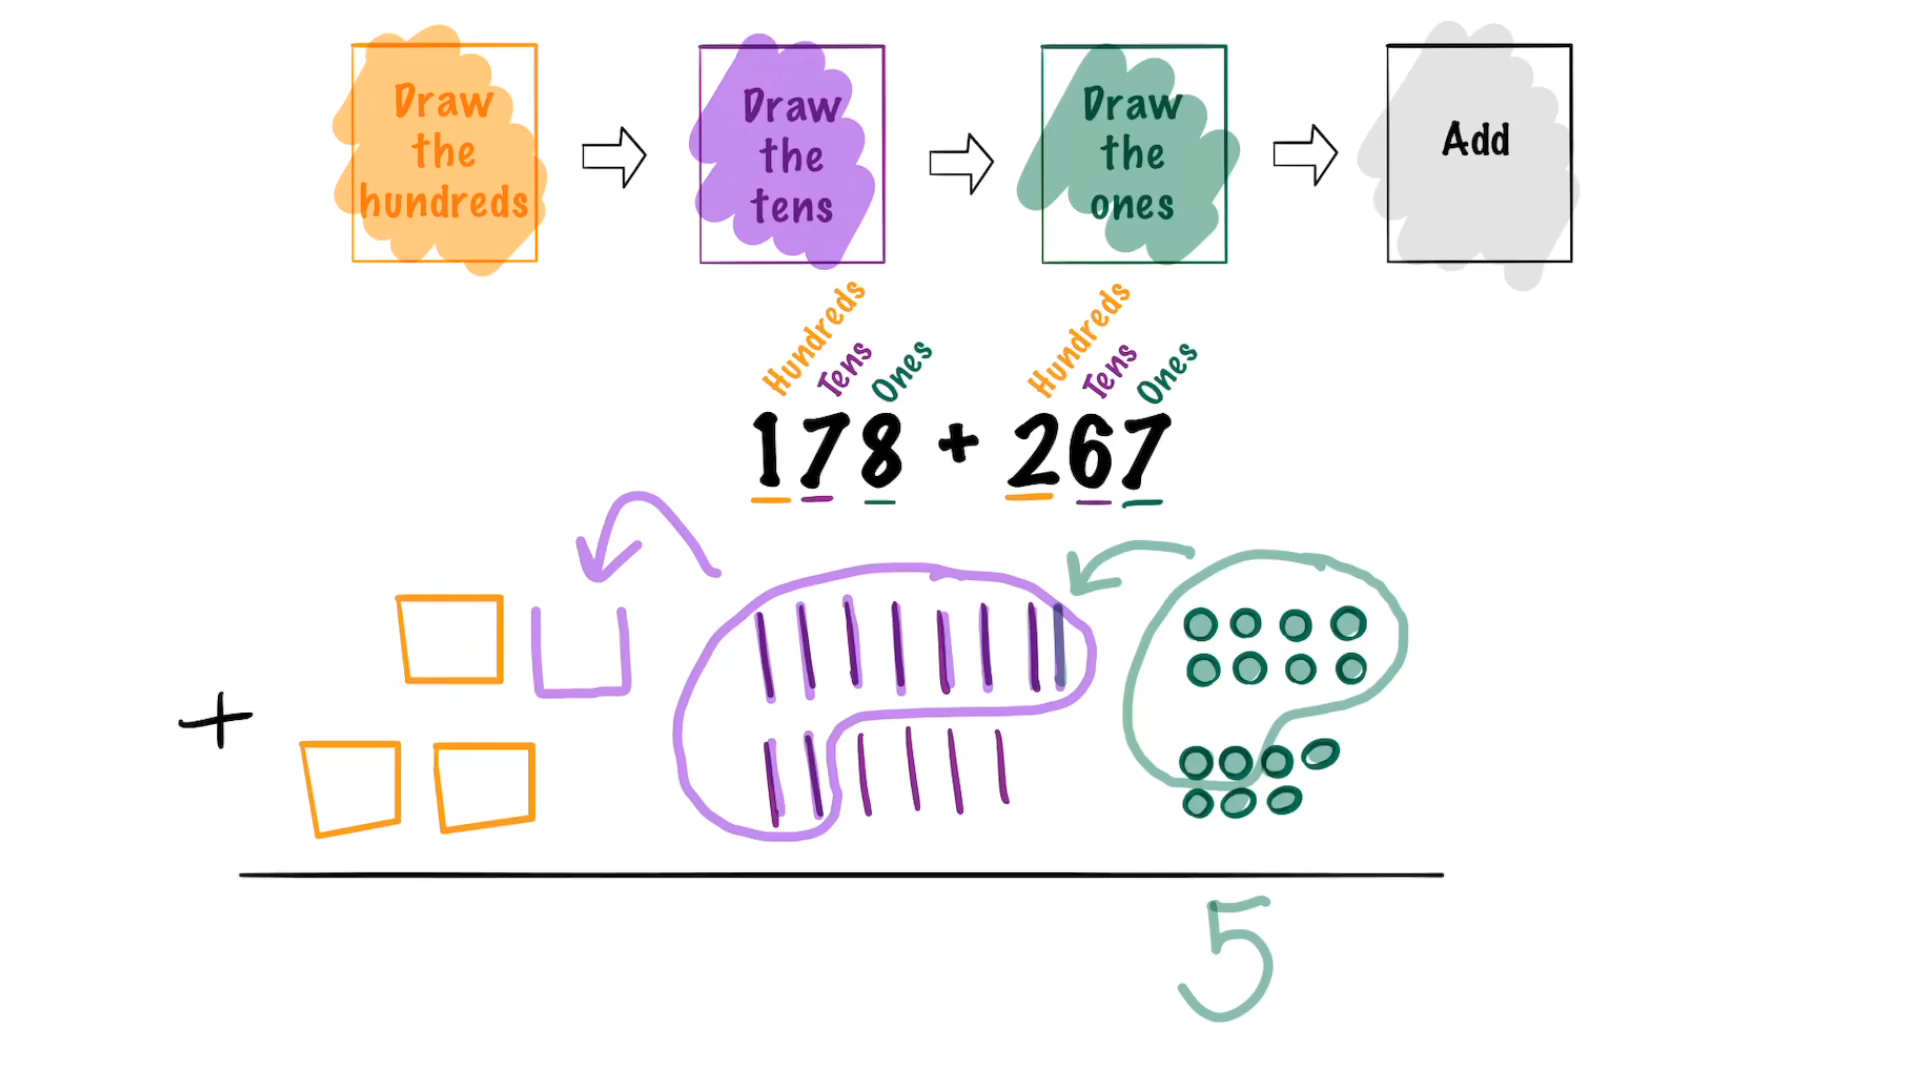 Draw
the
hundreds
Draw
the
tens
Draw
the
ones
Add
Hundreds Tens Ones Hundreds Tens Ones
178 + 267
+
5